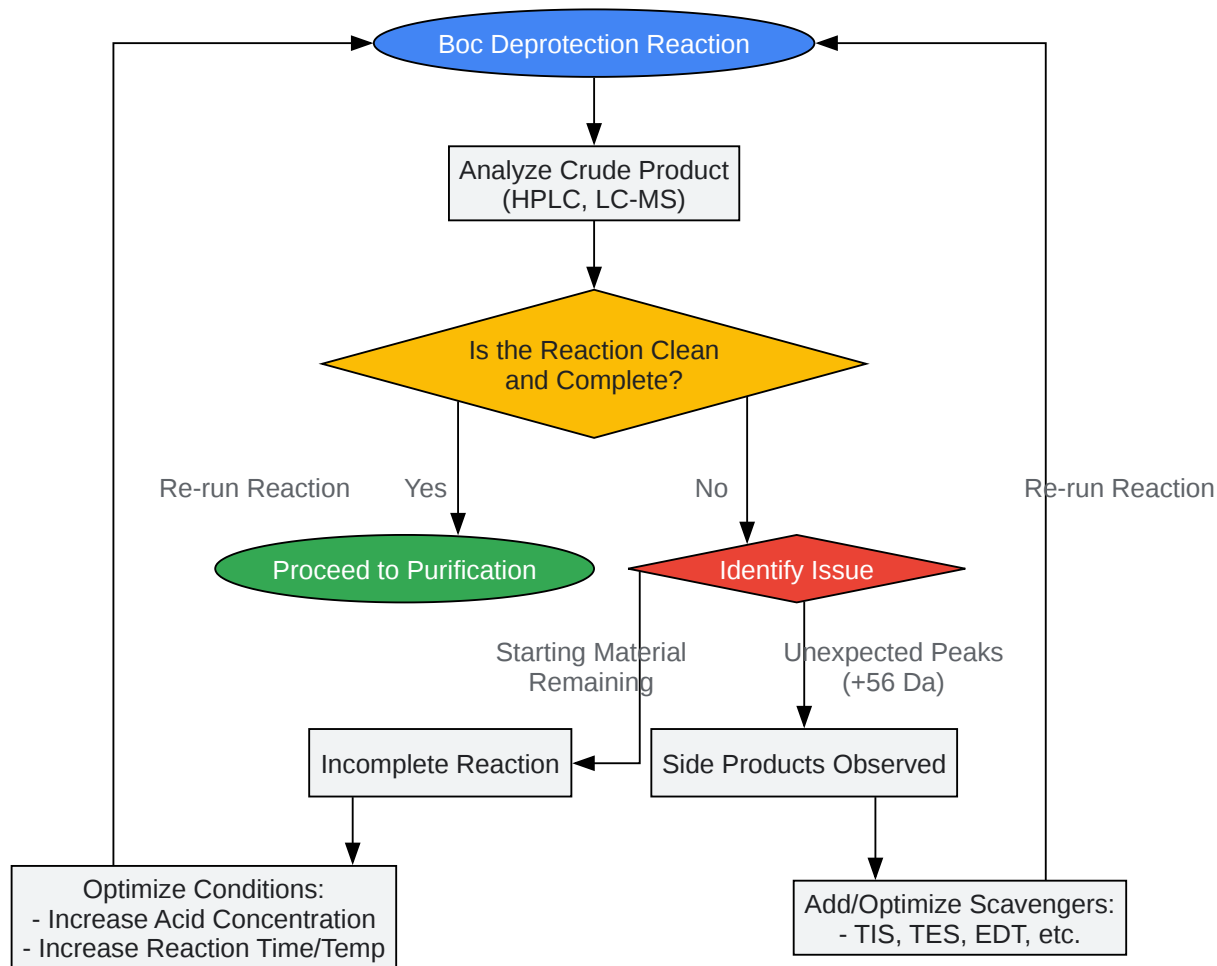 Boc Deprotection Reaction
Analyze Crude Product
(HPLC, LC-MS)
Is the Reaction Clean
and Complete?
Re-run Reaction
Yes
No
Re-run Reaction
Proceed to Purification
Identify Issue
Starting Material
Remaining
Unexpected Peaks
(+56 Da)
Incomplete Reaction
Side Products Observed
Optimize Conditions:
- Increase Acid Concentration
- Increase Reaction Time/Temp
Add/Optimize Scavengers:
- TIS, TES, EDT, etc.